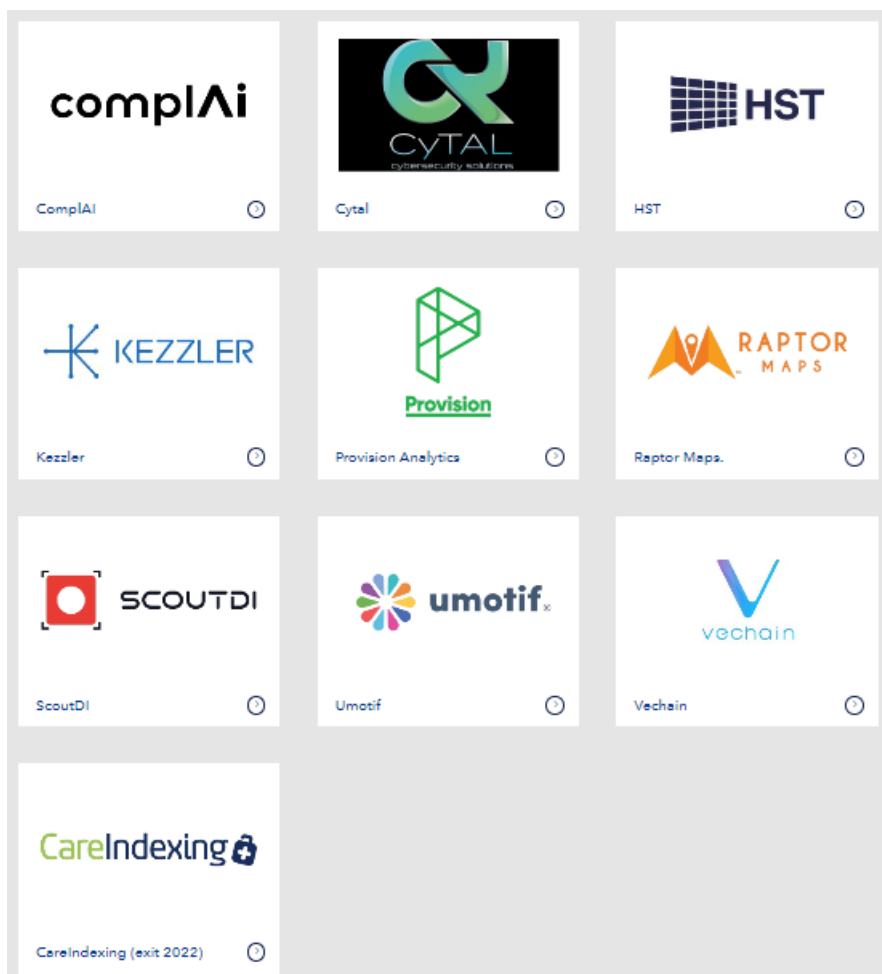 complAi
CyTAL
cybersecurity solutions
HST
ComplAI
Cytal
HST
KEZZLER
Provision
RAPTOR
MAPS
™
Kezzler
Provision Analytics
Raptor Maps.
SCOUTDI
umotif®
vechain
ScoutDI
Umotif
Vechain
CareIndexing
CareIndexing (exit 2022)